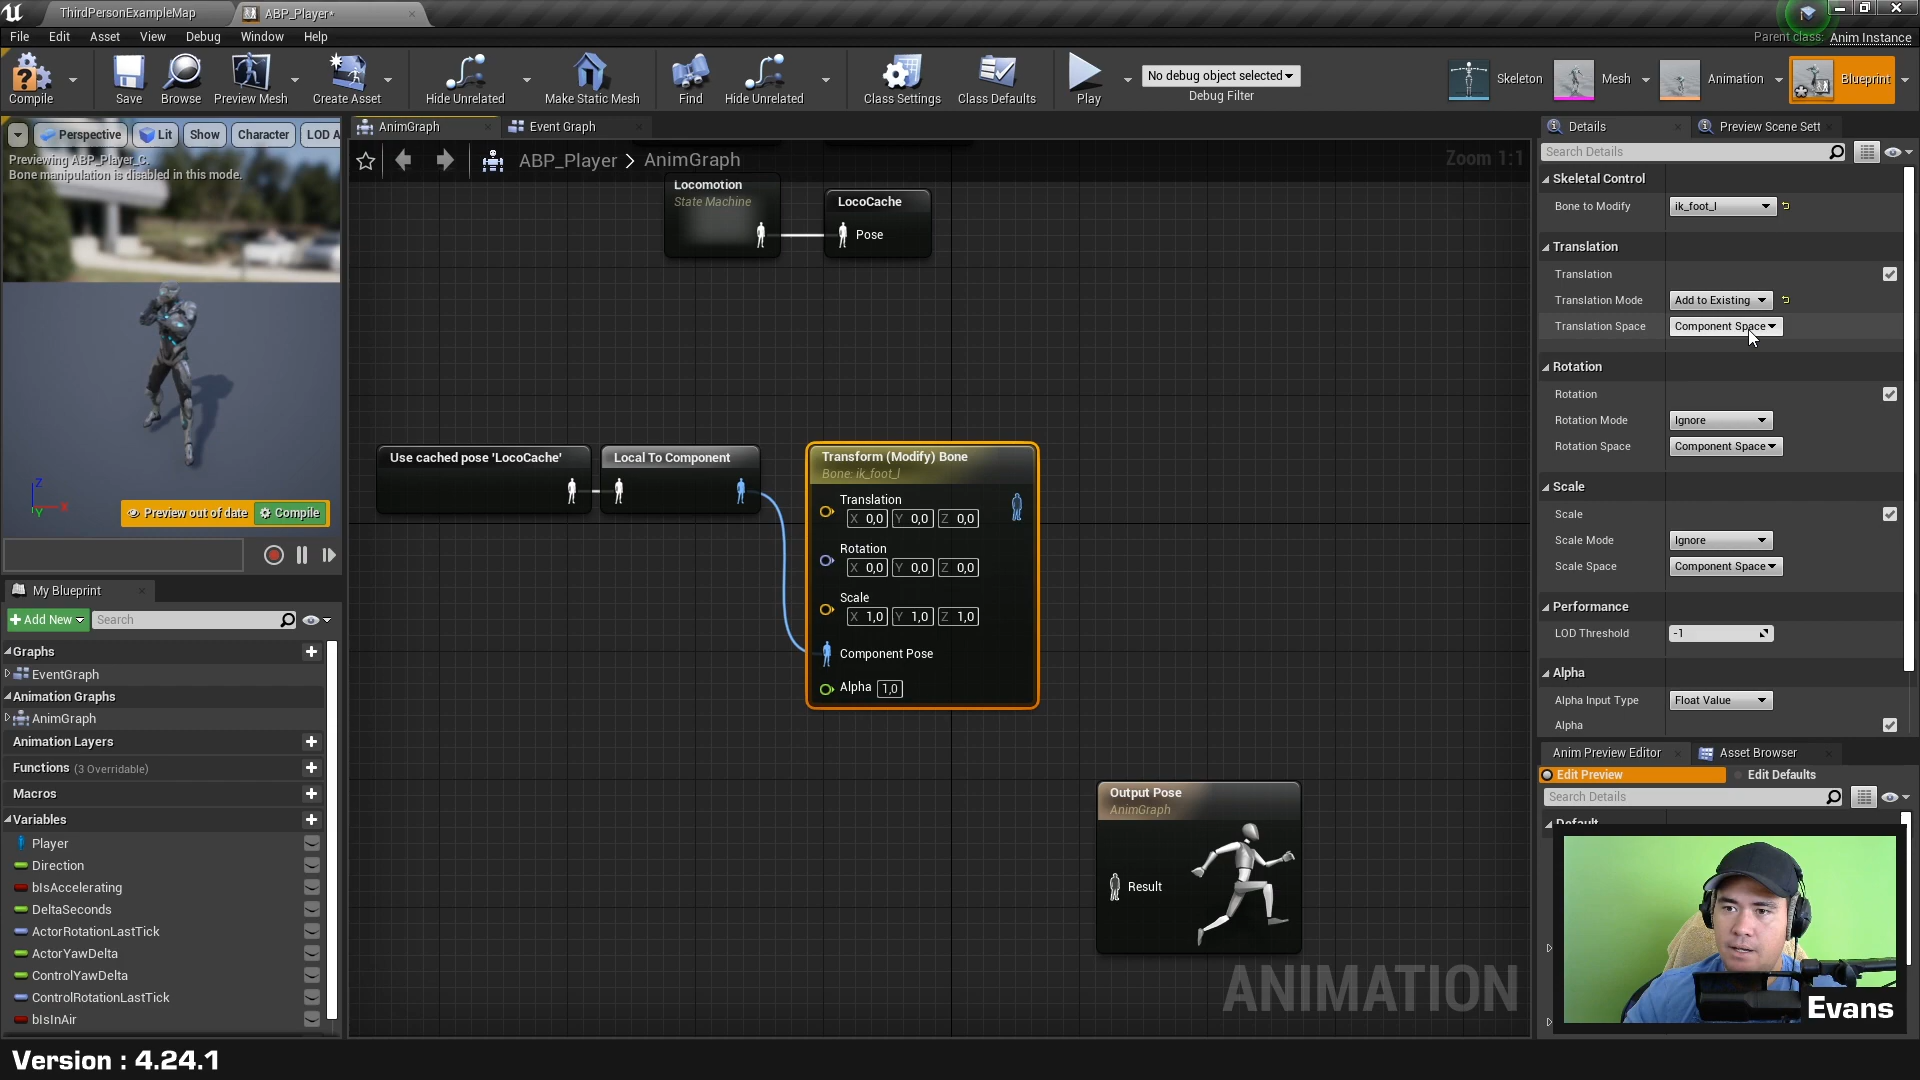 ThirdPersonExampleMap
ABP_Player*
File Edit Asset View Debug Window Help
Parent class: Anim Instance
Compile
Save
Browse
Preview Mesh
Create Asset
Hide Unrelated
Make Static Mesh
Find
Hide Unrelated
Class Settings
Class Defaults
Play
No debug object selected
Debug Filter
Skeleton
Mesh
Animation
Blueprint
Perspective Lit Show Character LOD A
Previewing ABP_Player_C.
Bone manipulation is disabled in this mode.
Z
X
Y
Preview out of date Compile
My Blueprint
Add New Search
Graphs
EventGraph
Animation Graphs
AnimGraph
Animation Layers
Functions (3 Overridable)
Macros
Variables
Player
Direction
bIsAccelerating
DeltaSeconds
ActorRotationLastTick
ActorYawDelta
ControlYawDelta
ControlRotationLastTick
bIsInAir
AnimGraph
Event Graph
ABP_Player > AnimGraph
Zoom 1:1
Locomotion
State Machine
LocoCache
Pose
Use cached pose 'LocoCache'
Local To Component
Transform (Modify) Bone
Bone: ik_foot_l
Translation
X 0,0 Y 0,0 Z 0,0
Rotation
X 0,0 Y 0,0 Z 0,0
Scale
X 1,0 Y 1,0 Z 1,0
Component Pose
Alpha 1,0
Output Pose
AnimGraph
Result
ANIMATION
Details
Preview Scene Sett
Search Details
Skeletal Control
Bone to Modify ik_foot_l
Translation
Translation
Translation Mode Add to Existing
Translation Space Component Space
Rotation
Rotation
Rotation Mode Ignore
Rotation Space Component Space
Scale
Scale
Scale Mode Ignore
Scale Space Component Space
Performance
LOD Threshold -1
Alpha
Alpha Input Type Float Value
Alpha
Anim Preview Editor
Asset Browser
Edit Preview Edit Defaults
Search Details
Default
Evans
Version : 4.24.1